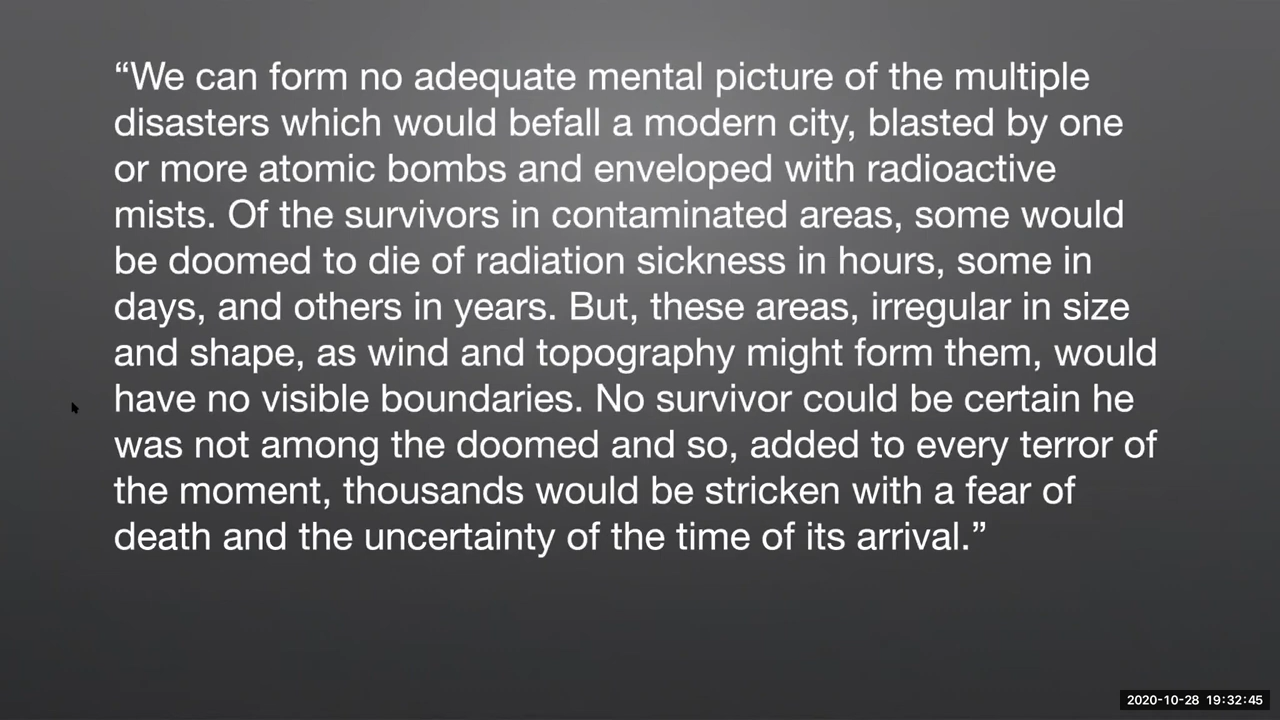 “We can form no adequate mental picture of the multiple
disasters which would befall a modern city, blasted by one
or more atomic bombs and enveloped with radioactive
mists. Of the survivors in contaminated areas, some would
be doomed to die of radiation sickness in hours, some in
days, and others in years. But, these areas, irregular in size
and shape, as wind and topography might form them, would
have no visible boundaries. No survivor could be certain he
was not among the doomed and so, added to every terror of
the moment, thousands would be stricken with a fear of
death and the uncertainty of the time of its arrival.”
2020-10-28 19:32:45